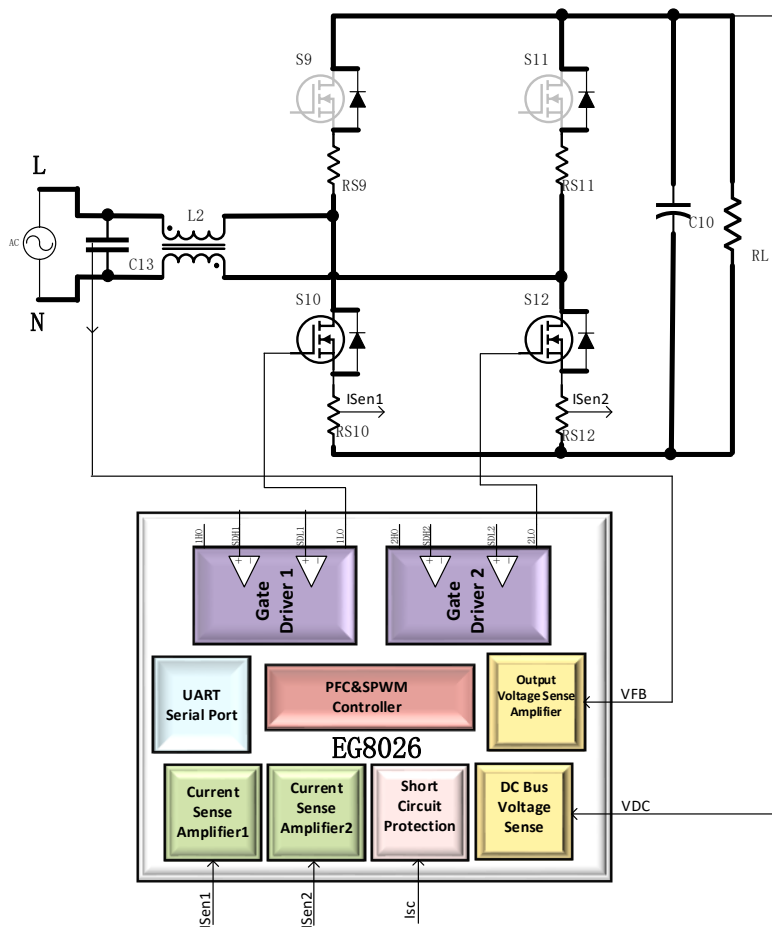 S9
S11
RS9
RS11
L
L2
AC
C13
C10
RL
N
S10
S12
ISen1
ISen2
RS10
RS12
1HO
SDH1
SDL1
1LO
2HO
SDH2
SDL2
2LO
+ -
+ -
+ -
+ -
Gate
Driver 1
Gate
Driver 2
UART
Serial Port
PFC&SPWM
Controller
Output
Voltage Sense
Amplifier
VFB
EG8026
Current
Sense
Amplifier1
Current
Sense
Amplifier2
Short
Circuit
Protection
DC Bus
Voltage
Sense
VDC
ISen1
ISen2
Isc